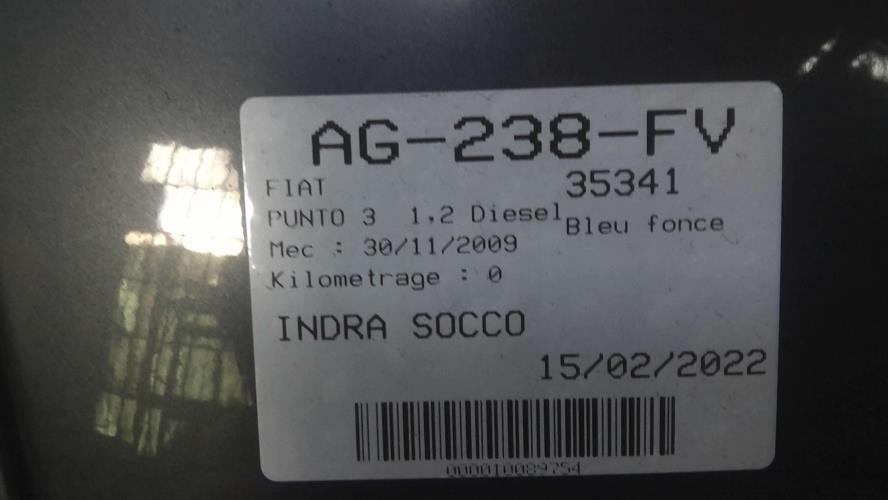 AG-238-FV
FIAT 35341
PUNTO 3 1,2 Diesel Bleu fonce
Mec : 30/11/2009
Kilometrage : 0
INDRA SOCCO
15/02/2022
000010089754